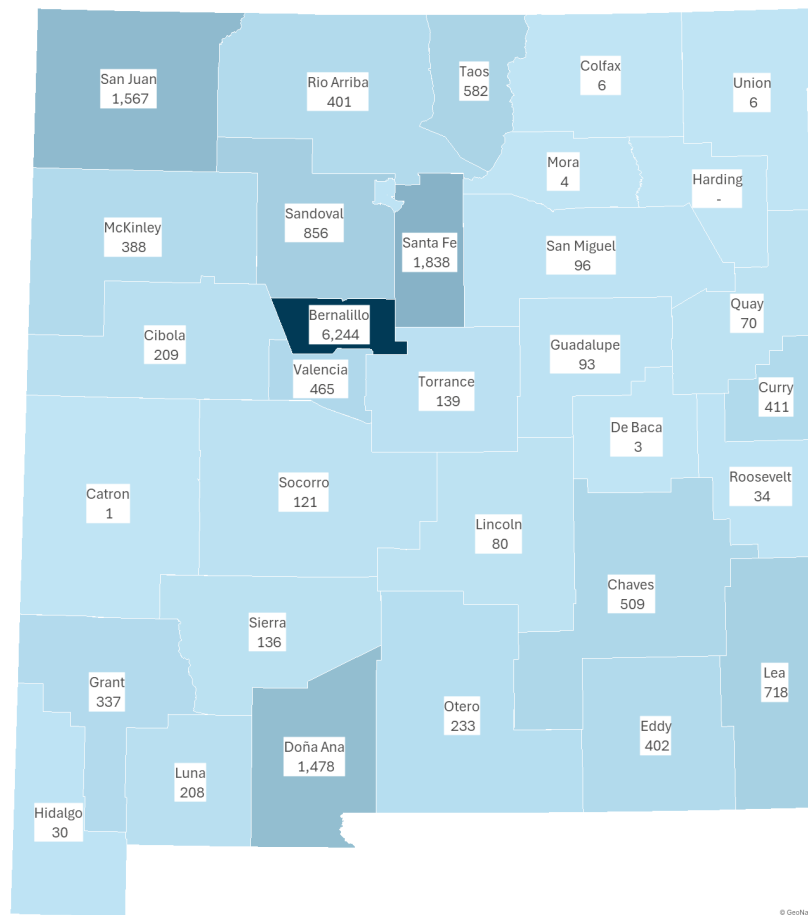 San Juan
1,567
Rio Arriba
401
Taos
582
Colfax
6
Union
6
Mora
4
Harding
-
McKinley
388
Sandoval
856
Santa Fe
1,838
San Miguel
96
Bernalillo
6,244
Quay
70
Cibola
209
Guadalupe
93
Valencia
465
Torrance
139
Curry
411
De Baca
3
Catron
1
Socorro
121
Roosevelt
34
Lincoln
80
Chaves
509
Sierra
136
Grant
337
Lea
718
Otero
233
Eddy
402
Doña Ana
1,478
Luna
208
Hidalgo
30
© GeoNa